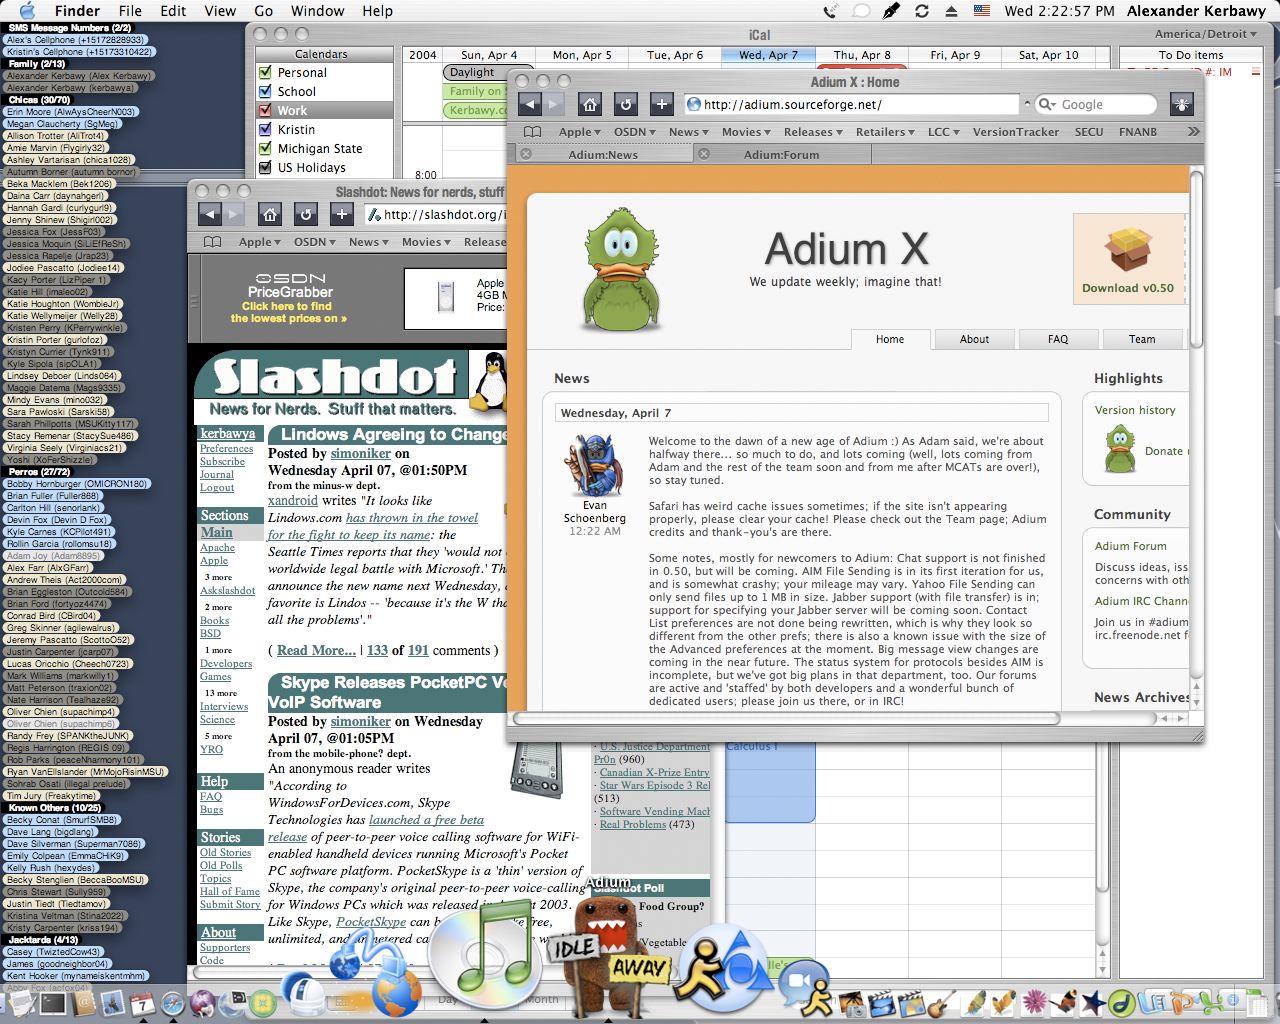 Finder File Edit View Go Window Help
Wed 2:22:57 PM Alexander Kerbawy
SMS Message Numbers (2/2)
Alex's Cellphone (+15172828933)
Kristin's Cellphone (+15173310422)
Family (2/13)
Alexander Kerbawy (Alex Kerbawy)
Alexander Kerbawy (akerbawy)
Chicas (30/70)
Erin Moore (AlwAysCheerN003)
Megan Claucherty (SgMeg)
Allison Trotter (AliTrot4)
Amie Marvin (Flygirly32)
Ashley Vartarisan (chica1028)
Autumn Borner (autumn bornor)
Beka Macklem (Bek1206)
Daina Carr (daynahgerl)
Hannah Gardi (curlygurl9)
Jenny Shinew (Shigirl002)
Jessica Fox (JessF03)
Jessica Moquin (SiLiEfReSh)
Jessica Rapelje (Jrap23)
Jodiee Pascatto (Jodiee14)
Kacy Porter (LizPiper 1)
Katie Hill (imaleo02)
Katie Houghton (WombieJr)
Katie Wellymeijer (Welly28)
Kristen Perry (KPerrywinkle)
Kristin Porter (gurlofoz)
Kristyn Currier (Tynk911)
Kyle Sipola (sipOLA1)
Lindsey Deboer (Linds064)
Maggie Datema (Mags9335)
Mindy Evans (mino032)
Sara Pawloski (Sarski58)
Sarah Phillpotts (MSUKitty117)
Stacy Remenar (StacySue486)
Virginia Seely (Virginiacs21)
Yoshi (XoFerShizzle)
Perros (27/72)
Bobby Hornburger (OMICRON180)
Brian Fuller (Fuller868)
Carlton Hill (senorlank)
Devin Fox (Devin D Fox)
Kyle Carnes (KCPilot491)
Rollin Garcia (rollomsu18)
Adam Joy (Adam8895)
Alex Farr (AlxGFarr)
Andrew Theis (Act2000com)
Brian Eggleston (Outcold584)
Brian Ford (fortyoz4474)
Conrad Bird (CBird04)
Greg Skinner (agilewalrus)
Jeremy Pascatto (ScottoO52)
Justin Carpenter (jcarp07)
Lucas Oricchio (Cheech0723)
Mark Williams (markwilly1)
Matt Peterson (traxion02)
Nate Harrison (Tealhaze92)
Oliver Chien (supachimp4)
Oliver Chien (supachimp6)
Randy Frey (SPANKtheJUNK)
Regis Harrington (REGIS 09)
Rob Parks (peaceNharmony101)
Ryan VanEllslander (MrMojoRisinMSU)
Sohrab Osati (illegal prelude)
Tim Jury (Freakytime)
Known Others (10/25)
Becky Conat (SmurfSMB8)
Dave Lang (bigdlang)
Dave Silverman (Superman7086)
Emily Colpean (EmmaCHiK9)
Kelly Rush (hexydes)
Becky Stenglien (BeccaBooMSU)
Chris Stewart (Sully959)
Justin Tiedt (Tiedtamov)
Kristina Veltman (Stina2022)
Kristy Carpenter (kriss194)
Jacktards (4/13)
Casey (TwiztedCow43)
James (goodneighbor04)
Kent Hooker (mynameiskentmhm)
Abby Fox (acfox04)
iCal
America/Detroit
Calendars
Personal
School
Work
Kristin
Michigan State
US Holidays
2004 Sun, Apr 4 Mon, Apr 5 Tue, Apr 6 Wed, Apr 7 Thu, Apr 8 Fri, Apr 9 Sat, Apr 10
To Do items
Daylight
Family on
Kerbawy.c
#: IM
8:00
Calculus 1
Day
Month
Adium X : Home
http://adium.sourceforge.net/
Google
Apple OSDN News Movies Releases Retailers LCC VersionTracker SECU FNANB
Adium:News Adium:Forum
Adium X
We update weekly; imagine that!
Download v0.50
Home About FAQ Team
News
Wednesday, April 7
Evan
Schoenberg
12:22 AM
Welcome to the dawn of a new age of Adium :) As Adam said, we're about
halfway there... so much to do, and lots coming (well, lots coming from
Adam and the rest of the team soon and from me after MCATs are over!),
so stay tuned.
Safari has weird cache issues sometimes; if the site isn't appearing
properly, please clear your cache! Please check out the Team page; Adium
credits and thank-you's are there.
Some notes, mostly for newcomers to Adium: Chat support is not finished
in 0.50, but will be coming. AIM File Sending is in its first iteration for us,
and is somewhat crashy; your mileage may vary. Yahoo File Sending can
only send files up to 1 MB in size. Jabber support (with file transfer) is in;
support for specifying your Jabber server will be coming soon. Contact
List preferences are not done being rewritten, which is why they look so
different from the other prefs; there is also a known issue with the size of
the Advanced preferences at the moment. Big message view changes are
coming in the near future. The status system for protocols besides AIM is
incomplete, but we've got big plans in that department, too. Our forums
are active and 'staffed' by both developers and a wonderful bunch of
dedicated users; please join us there, or in IRC!
Highlights
Version history
Donate
Community
Adium Forum
Discuss ideas, iss
concerns with oth
Adium IRC Chann
Join us in #adium
irc.freenode.net f
News Archives
Slashdot: News for nerds, stuff
http://slashdot.org/i
Apple OSDN News Movies Release
OSDN
PriceGrabber
Click here to find
the lowest prices on »
Apple
4GB M
Price:
Slashdot
News for Nerds. Stuff that matters.
kerbawya
Preferences
Subscribe
Journal
Logout
Sections
Main
Apache
Apple
3 more
Askslashdot
2 more
Books
BSD
1 more
Developers
Games
13 more
Interviews
Science
5 more
YRO
Help
FAQ
Bugs
Stories
Old Stories
Old Polls
Topics
Hall of Fame
Submit Story
About
Supporters
Code
Lindows Agreeing to Change
Posted by simoniker on
Wednesday April 07, @01:50PM
from the minus-w dept.
xandroid writes "It looks like
Lindows.com has thrown in the towel
for the fight to keep its name: the
Seattle Times reports that they 'would not
worldwide legal battle with Microsoft.' T
announce the new name next Wednesday,
favorite is Lindos -- 'because it's the W tha
all the problems'."
( Read More... | 133 of 191 comments )
Skype Releases PocketPC Ve
VoIP Software
Posted by simoniker on Wednesday
April 07, @01:05PM
from the mobile-phone? dept.
An anonymous reader writes
"According to
WindowsForDevices.com, Skype
Technologies has launched a free beta
release of peer-to-peer voice calling software for WiFi-
enabled handheld devices running Microsoft's Pocket
PC software platform. PocketSkype is a 'thin' version of
Skype, the company's original peer-to-peer voice-calling
for Windows PCs which was released in August 2003.
Like Skype, PocketSkype can b free,
unlimited, and un etered ca
· U.S. Justice Department
Pr0n (960)
· Canadian X-Prize Entry
· Star Wars Episode 3 Rel
(513)
· Software Vending Mach
· Real Problems (473)
Slashdot Poll
Food Group?
Vegetable
Adium
IDLE
AWAY